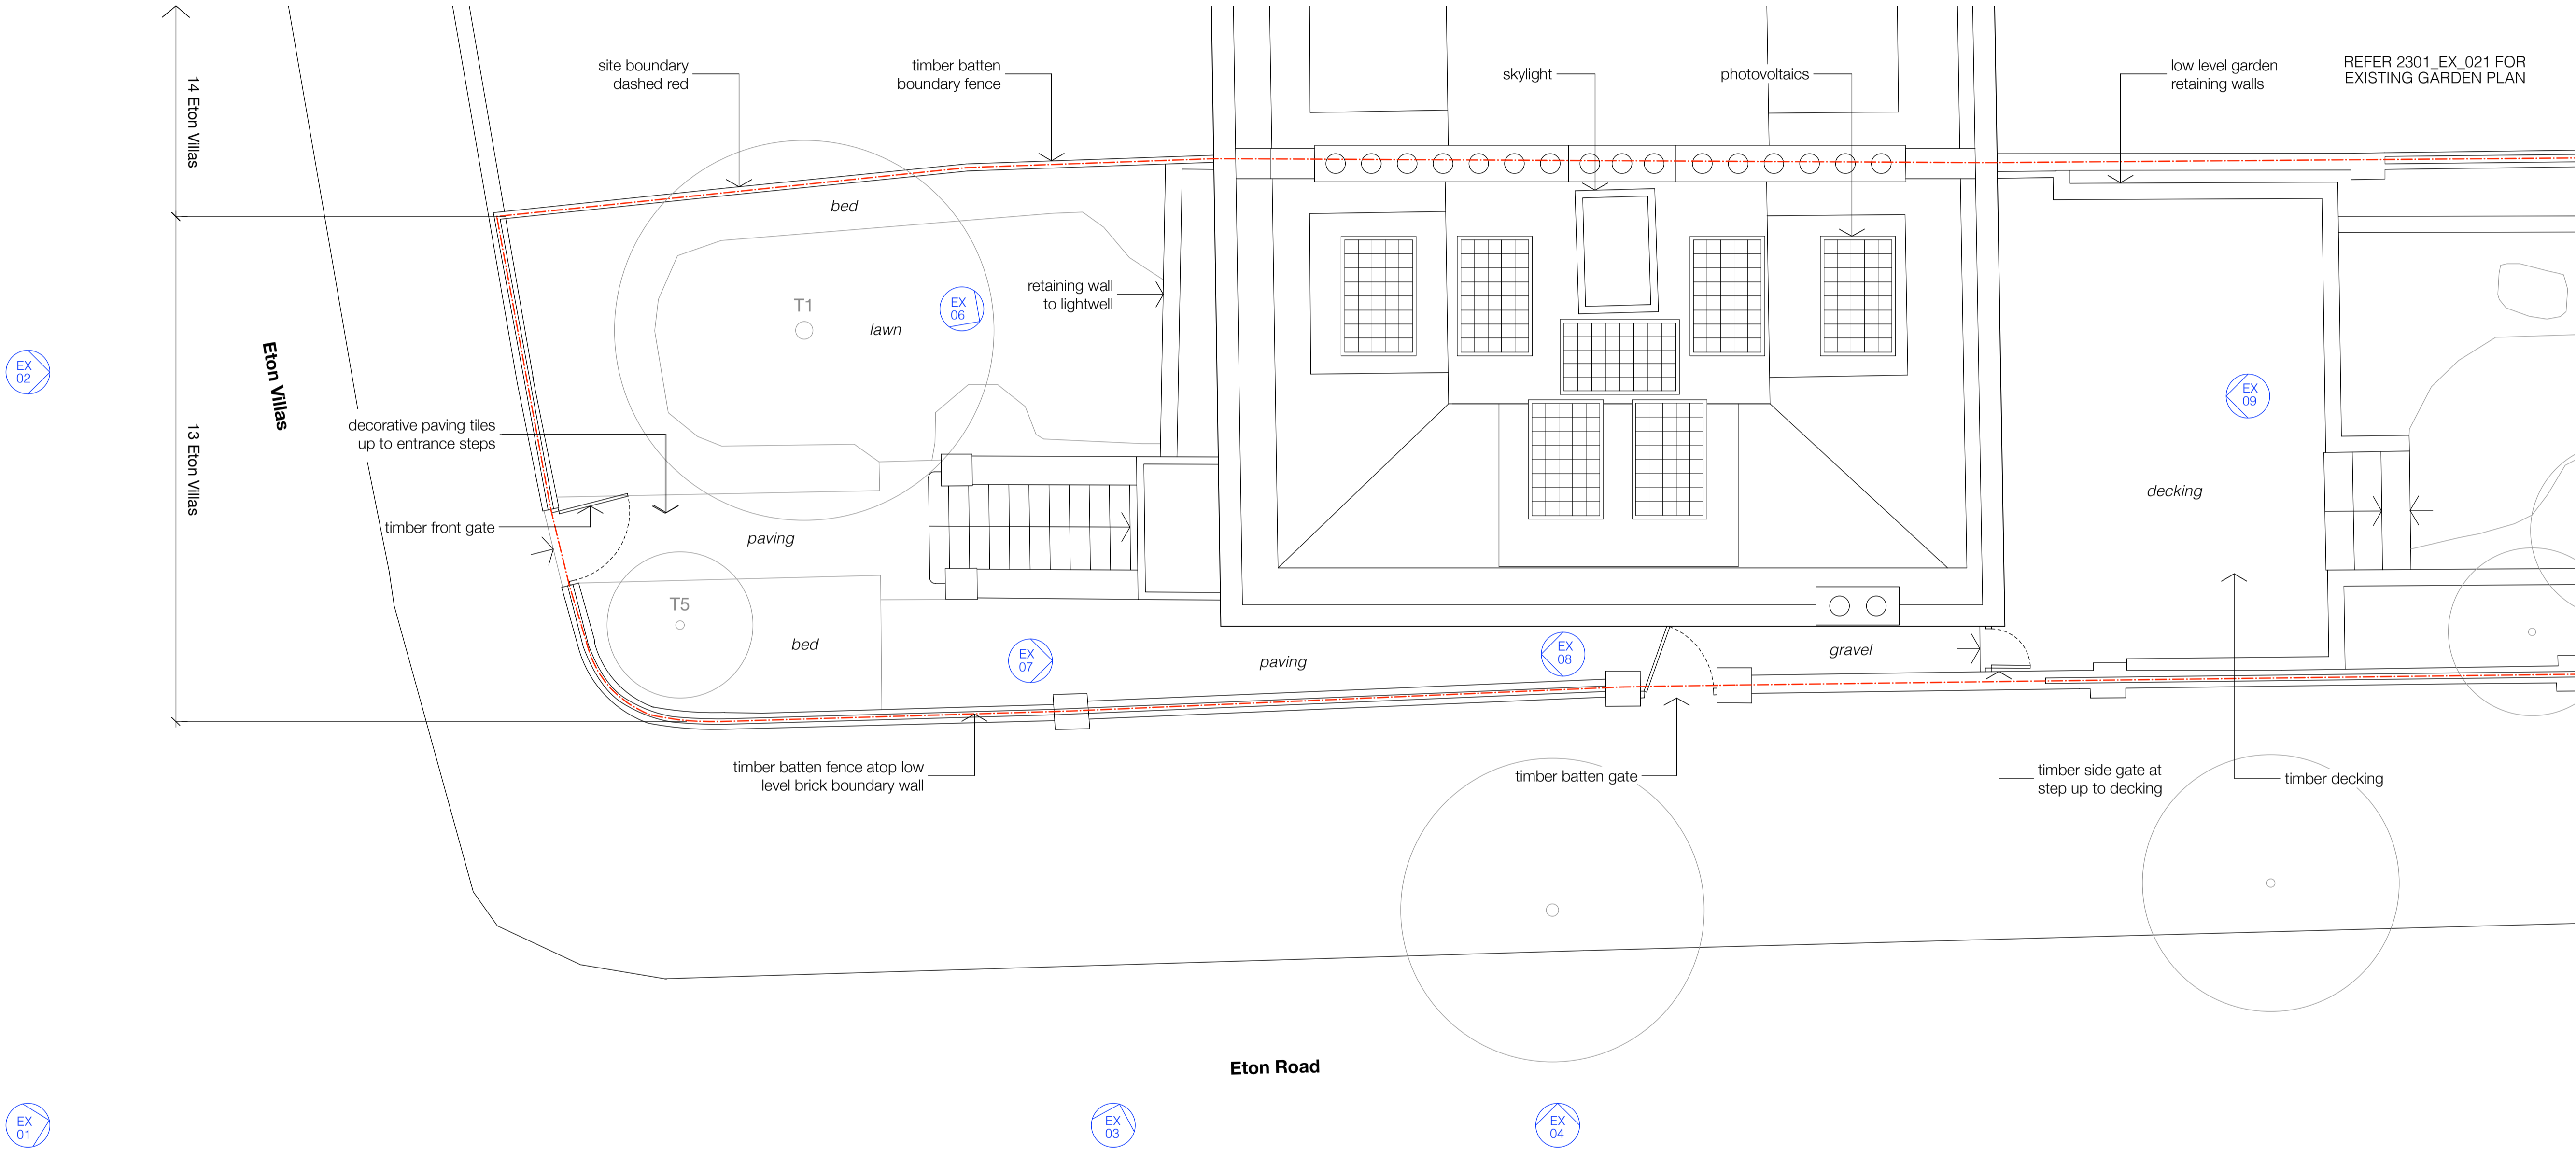 14 Eton Villas
13 Eton Villas
Eton Villas
site boundary
dashed red
timber batten
boundary fence
skylight
photovoltaics
low level garden
retaining walls
REFER 2301_EX_021 FOR
EXISTING GARDEN PLAN
bed
T1
lawn
EX
06
retaining wall
to lightwell
EX
02
EX
09
decorative paving tiles
up to entrance steps
decking
timber front gate
paving
T5
bed
EX
07
paving
EX
08
gravel
timber batten fence atop low
level brick boundary wall
timber batten gate
timber side gate at
step up to decking
timber decking
Eton Road
EX
01
EX
03
EX
04